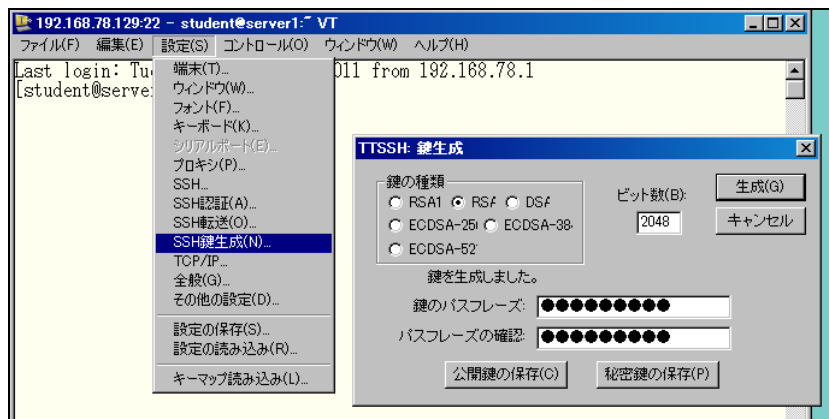 192.168.78.129:22 - student@server1:~ VT
ファイル(F) 編集(E) 設定(S) コントロール(O) ウィンドウ(W) ヘルプ(H)
Last login: Tu
011 from 192.168.78.1
[student@serve
端末(T)...
ウィンドウ(W)...
フォント(F)...
キーボード(K)...
シリアルポート(E)...
プロキシ(P)...
SSH...
SSH認証(A)...
SSH転送(O)...
SSH鍵生成(N)...
TCP/IP...
全般(G)...
その他の設定(D)...
設定の保存(S)...
設定の読み込み(R)...
キーマップ読み込み(L)...
TTSSH: 鍵生成
鍵の種類
RSA1 RSA DSA
ECDSA-25 ECDSA-38
ECDSA-52
ビット数(B):
2048
生成(G)
キャンセル
鍵を生成しました。
鍵のパスフレーズ: ●●●●●●●●●
パスフレーズの確認: ●●●●●●●●●
公開鍵の保存(C) 秘密鍵の保存(P)